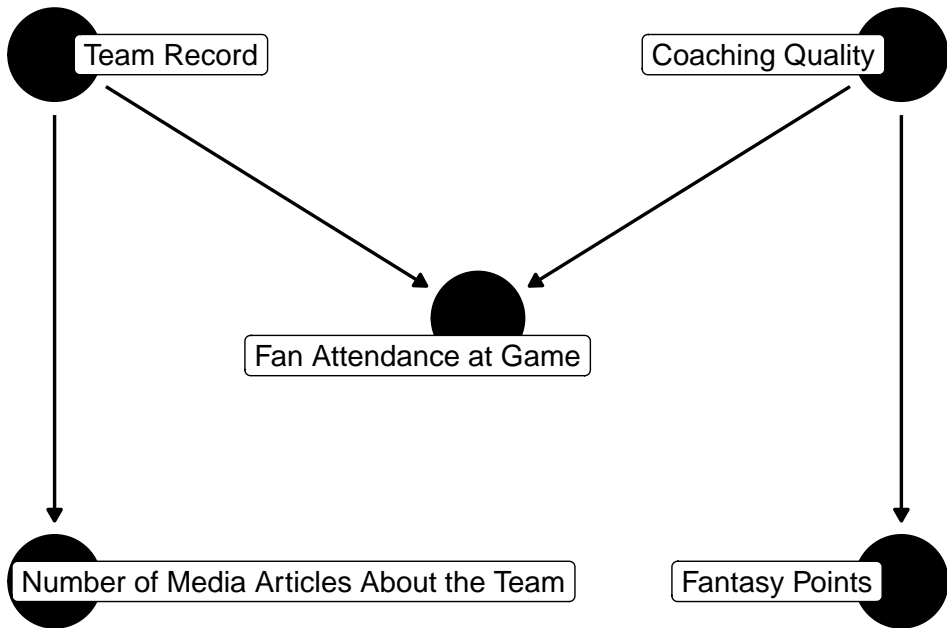 Team Record
Coaching Quality
Fan Attendance at Game
Number of Media Articles About the Team
Fantasy Points